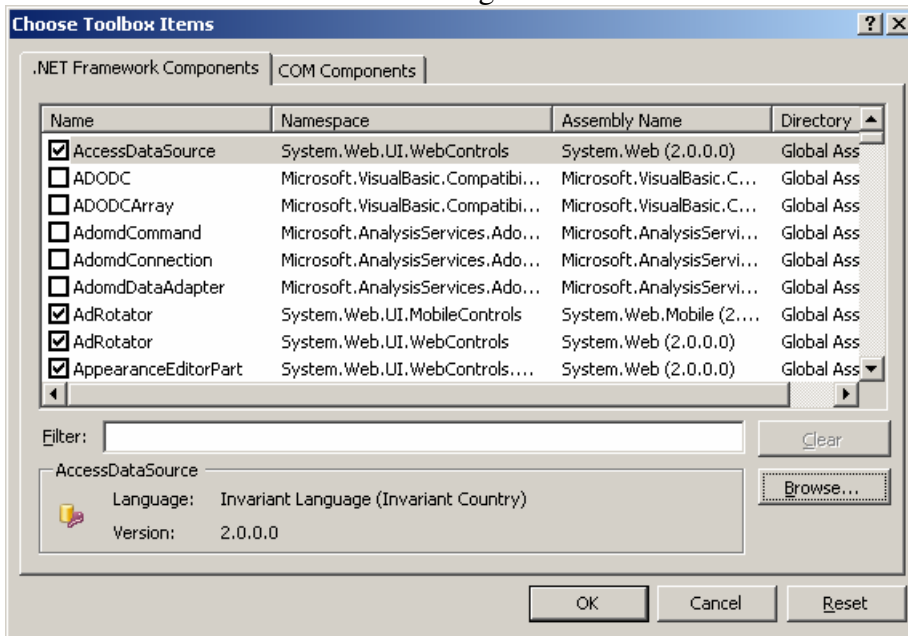 Choose Toolbox Items
.NET Framework Components COM Components
Name Namespace Assembly Name Directory
AccessDataSource System.Web.UI.WebControls System.Web (2.0.0.0) Global Ass
ADODC Microsoft.VisualBasic.Compatibi... Microsoft.VisualBasic.C... Global Ass
ADODCArray Microsoft.VisualBasic.Compatibi... Microsoft.VisualBasic.C... Global Ass
AdomdCommand Microsoft.AnalysisServices.Ado... Microsoft.AnalysisServi... Global Ass
AdomdConnection Microsoft.AnalysisServices.Ado... Microsoft.AnalysisServi... Global Ass
AdomdDataAdapter Microsoft.AnalysisServices.Ado... Microsoft.AnalysisServi... Global Ass
AdRotator System.Web.UI.MobileControls System.Web.Mobile (2.... Global Ass
AdRotator System.Web.UI.WebControls System.Web (2.0.0.0) Global Ass
AppearanceEditorPart System.Web.UI.WebControls.... System.Web (2.0.0.0) Global Ass
Filter: Clear
AccessDataSource
Language: Invariant Language (Invariant Country)
Browse...
Version: 2.0.0.0
OK Cancel Reset